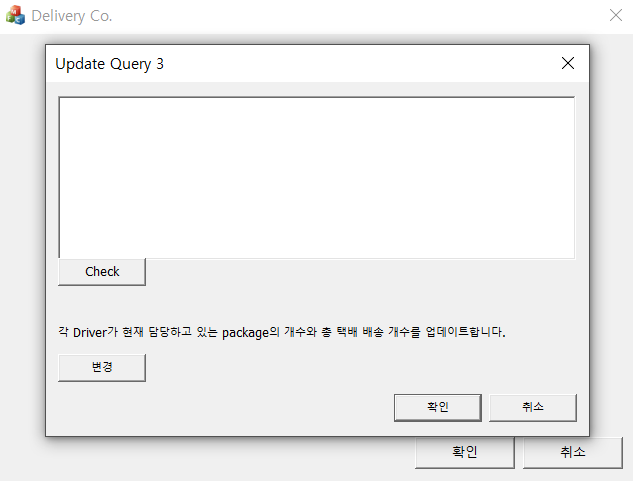 Delivery Co.
Update Query 3
Check
각 Driver가 현재 담당하고 있는 package의 개수와 총 택배 배송 개수를 업데이트합니다.
변경
확인 취소
확인 취소